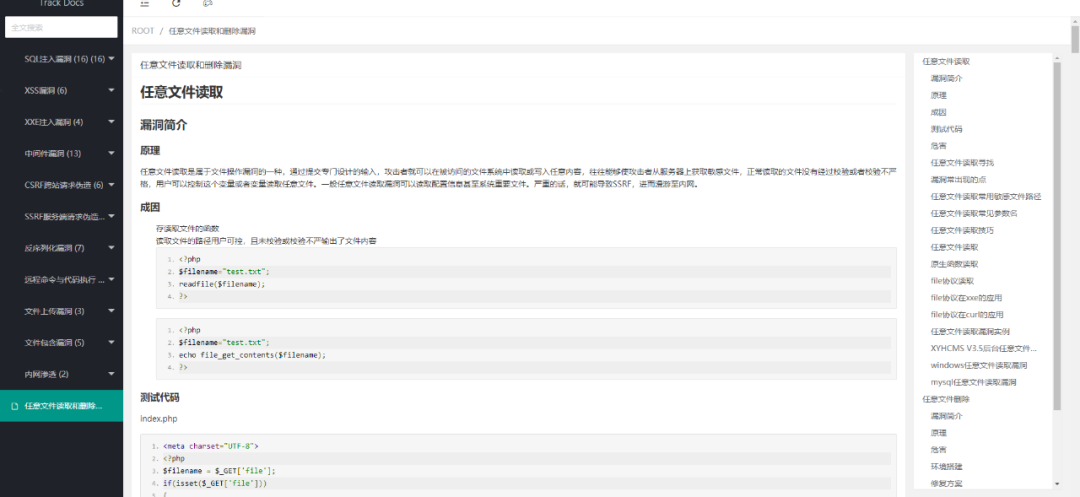 Track Docs
全文搜索
SQL注入漏洞 (16) (16)
XSS漏洞 (6)
XXE注入漏洞 (4)
中间件漏洞 (13)
CSRF跨站请求伪造 (6)
SSRF服务端请求伪造...
反序列化漏洞 (7)
远程命令与代码执行 ...
文件上传漏洞 (3)
文件包含漏洞 (5)
内网渗透 (2)
任意文件读取和删除...
ROOT / 任意文件读取和删除漏洞
任意文件读取和删除漏洞
任意文件读取
漏洞简介
原理
任意文件读取是属于文件操作漏洞的一种，通过提交专门设计的输入，攻击者就可以在被访问的文件系统中读取或写入任意内容，往往能够使攻击者从服务器上获取敏感文件，正常读取的文件没有经过校验或者校验不严
格，用户可以控制这个变量或者变量读取任意文件。一般任意文件读取漏洞可以读取配置信息甚至系统重要文件。严重的话，就可能导致SSRF，进而漫游至内网。
成因
存读取文件的函数
读取文件的路径用户可控，且未校验或校验不严输出了文件内容
1. <?php
2. $filename="test.txt";
3. readfile($filename);
4. ?>
1. <?php
2. $filename="test.txt";
3. echo file_get_contents($filename);
4. ?>
测试代码
Index.php
1. <meta charset="UTF-8">
2. <?php
3. $filename = $_GET['file'];
4. if(isset($_GET['file']))
5 {
任意文件读取
漏洞简介
原理
成因
测试代码
危害
任意文件读取寻找
漏洞常出现的点
任意文件读取常用敏感文件路径
任意文件读取常见参数名
任意文件读取技巧
任意文件读取
原生函数读取
file协议读取
file协议在xxe的应用
file协议在curl的应用
任意文件读取漏洞实例
XYHCMS V3.5后台任意文件...
windows任意文件读取漏洞
mysql任意文件读取漏洞
任意文件删除
漏洞简介
原理
危害
环境搭建
修复方案